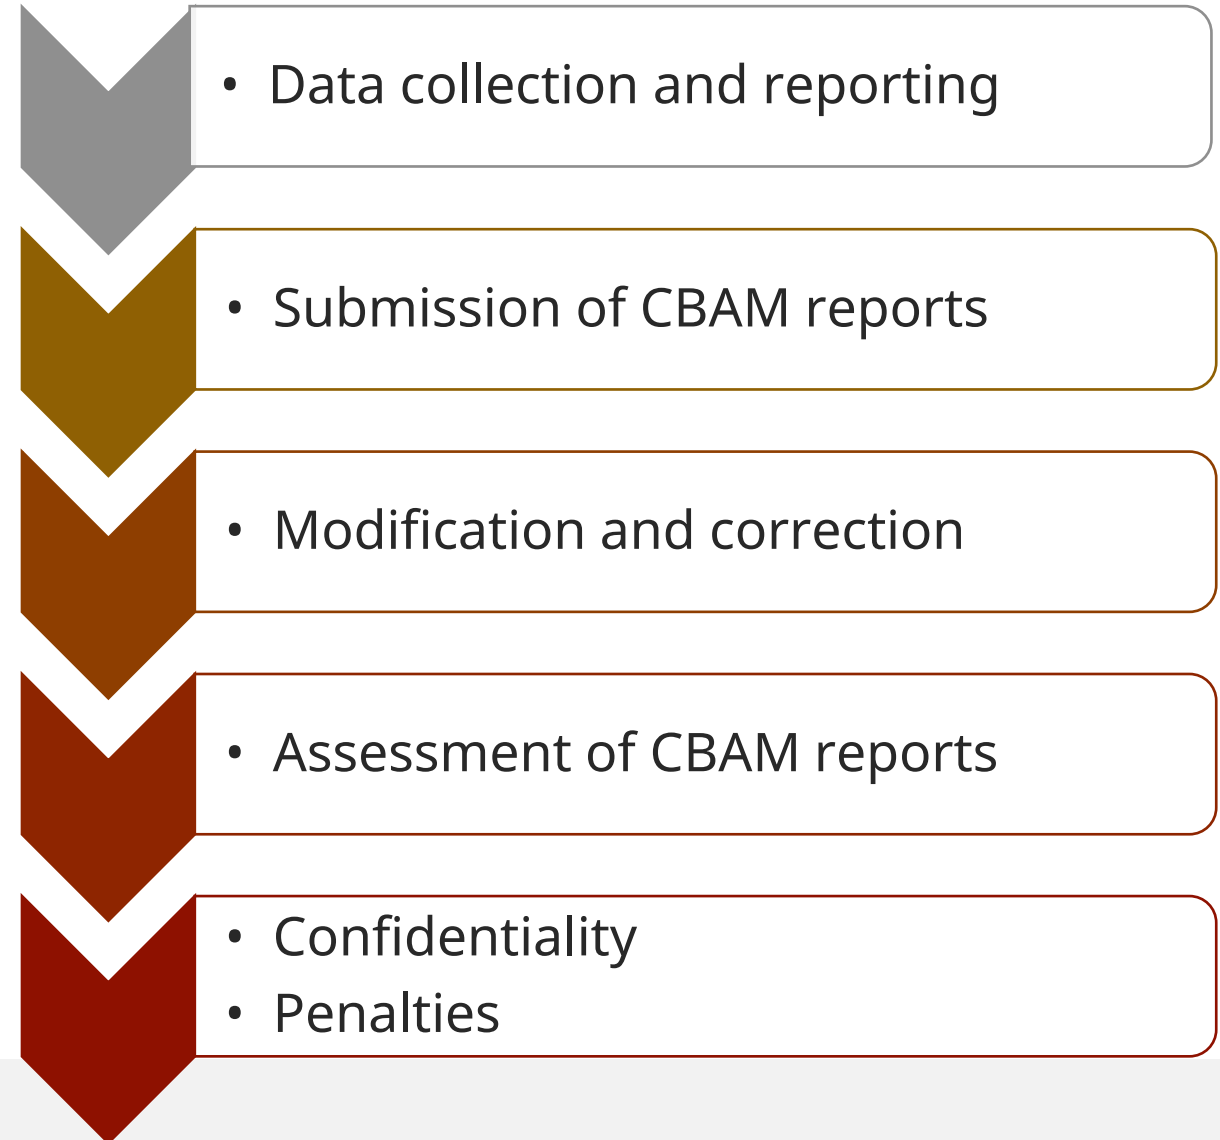 • Data collection and reporting
• Submission of CBAM reports
• Modification and correction
• Assessment of CBAM reports
• Confidentiality
• Penalties